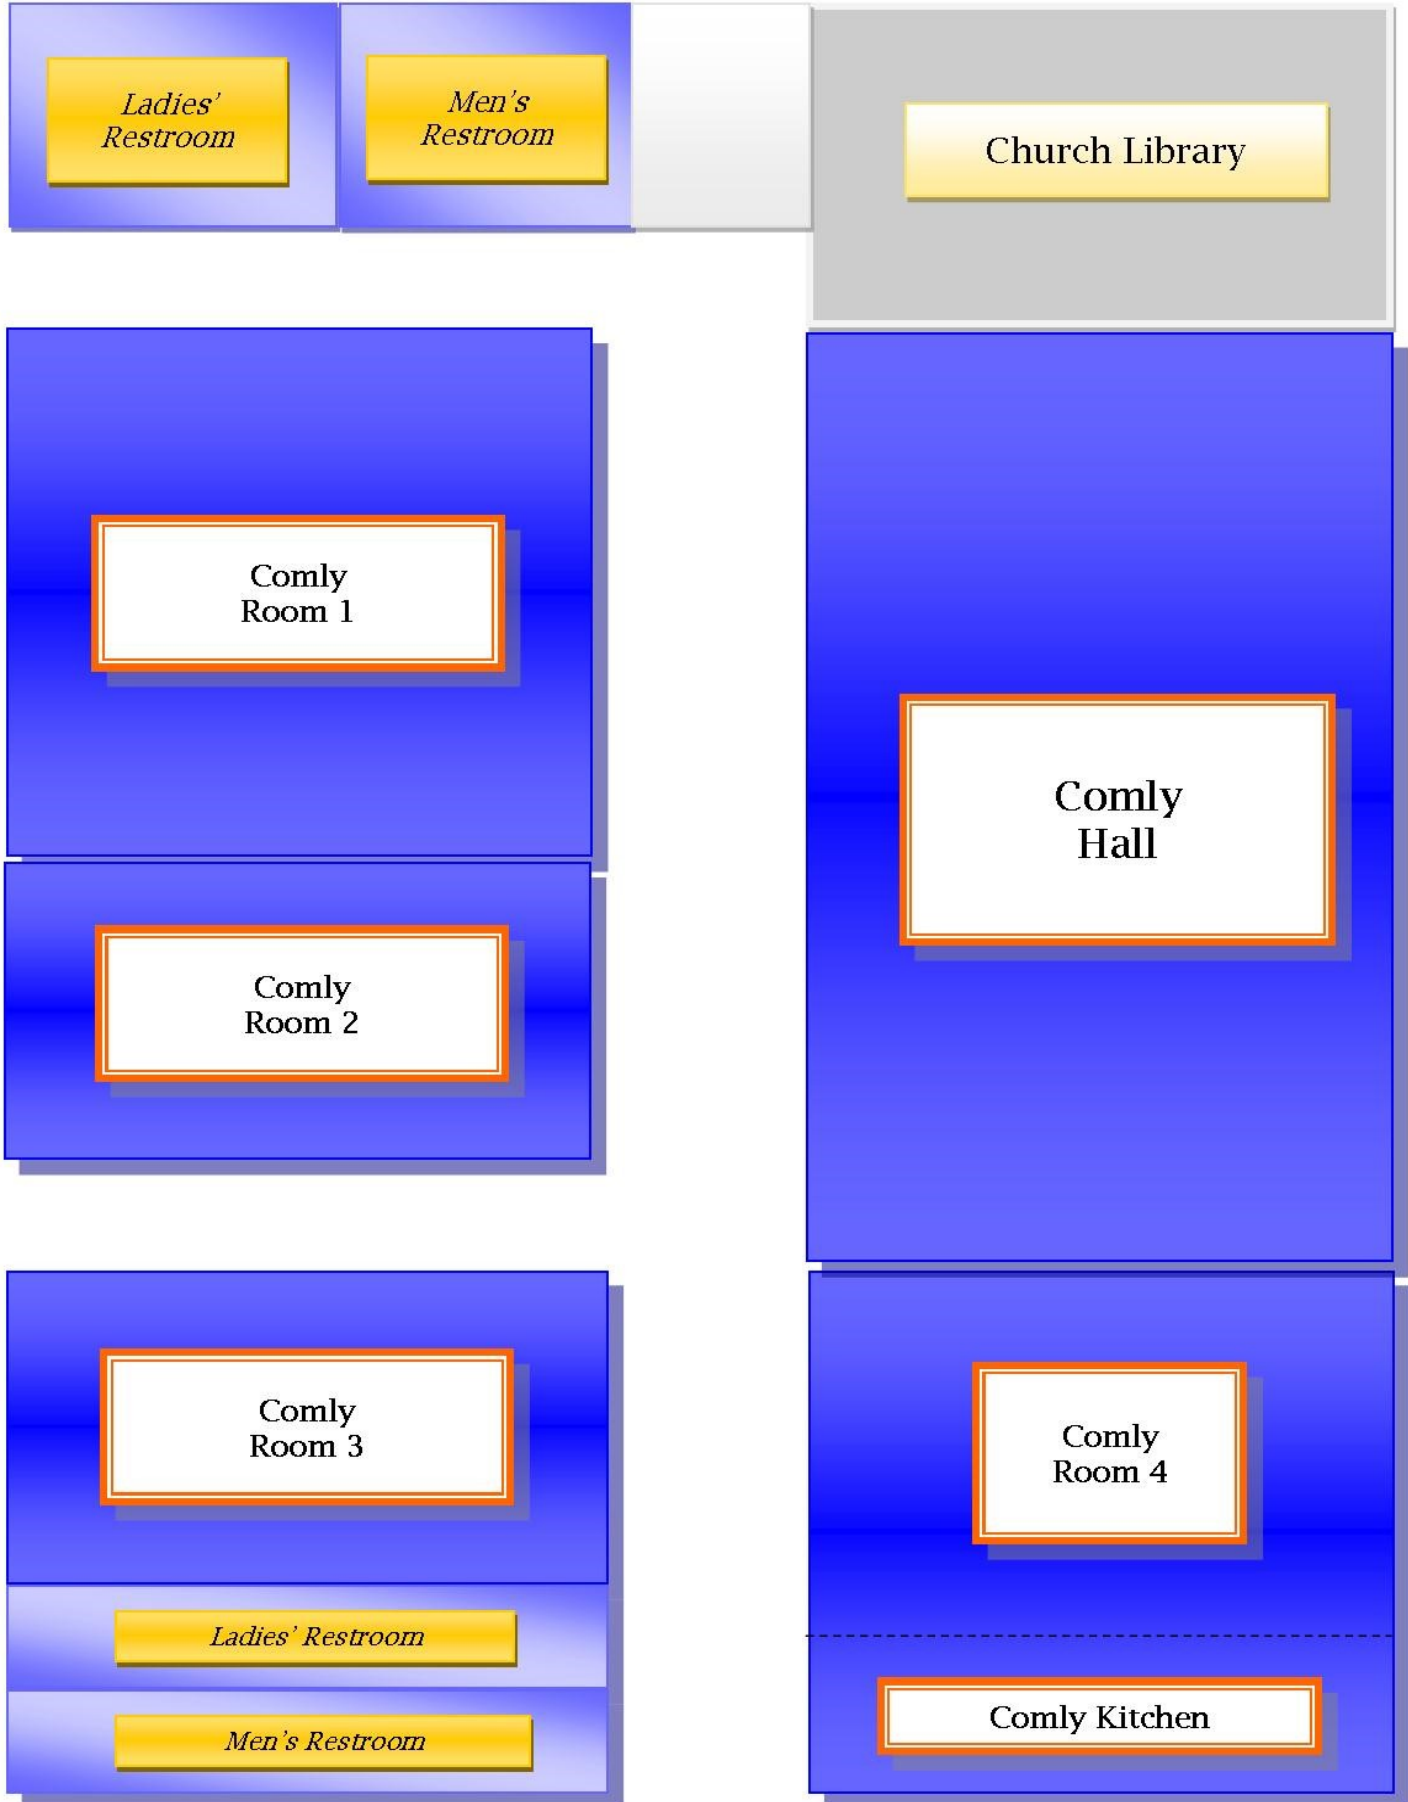 Ladies’
Restroom
Men’s
Restroom
Church Library
Comly
Room 1
Comly
Hall
Comly
Room 2
Comly
Room 3
Comly
Room 4
Ladies’ Restroom
Men’s Restroom
Comly Kitchen